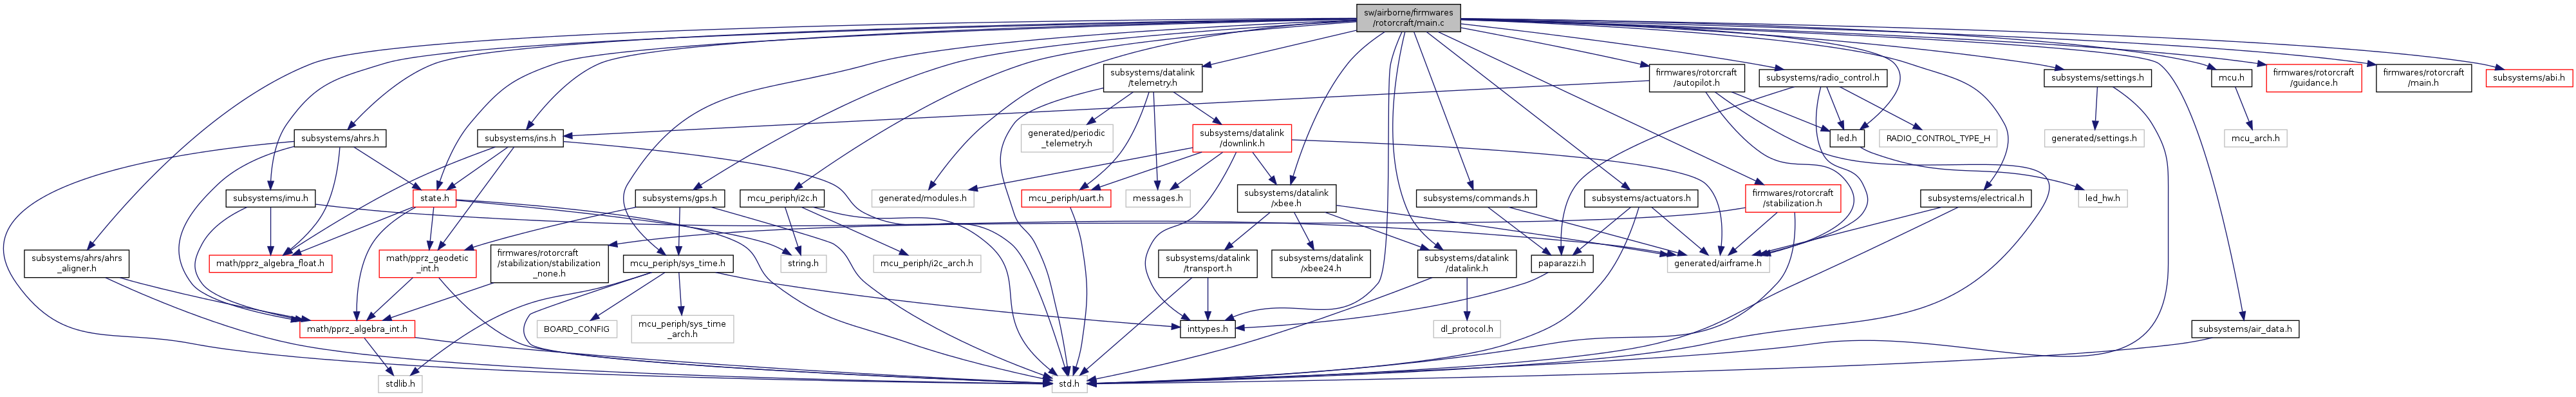 sw/airborne/firmwares
/rotorcraft/main.c
subsystems/datalink
/telemetry.h
firmwares/rotorcraft
/autopilot.h
subsystems/radio_control.h
subsystems/settings.h
mcu.h
firmwares/rotorcraft
/guidance.h
firmwares/rotorcraft
/main.h
subsystems/abi.h
subsystems/ahrs.h
subsystems/ins.h
generated/periodic
_telemetry.h
subsystems/datalink
/downlink.h
led.h
RADIO_CONTROL_TYPE_H
generated/settings.h
mcu_arch.h
subsystems/imu.h
state.h
subsystems/gps.h
mcu_periph/i2c.h
generated/modules.h
mcu_periph/uart.h
messages.h
subsystems/datalink
/xbee.h
subsystems/commands.h
subsystems/actuators.h
firmwares/rotorcraft
/stabilization.h
subsystems/electrical.h
led_hw.h
subsystems/ahrs/ahrs
_aligner.h
math/pprz_algebra_float.h
math/pprz_geodetic
_int.h
firmwares/rotorcraft
/stabilization/stabilization
_none.h
mcu_periph/sys_time.h
string.h
mcu_periph/i2c_arch.h
subsystems/datalink
/transport.h
subsystems/datalink
/xbee24.h
subsystems/datalink
/datalink.h
paparazzi.h
generated/airframe.h
math/pprz_algebra_int.h
BOARD_CONFIG
mcu_periph/sys_time
_arch.h
inttypes.h
dl_protocol.h
subsystems/air_data.h
stdlib.h
std.h